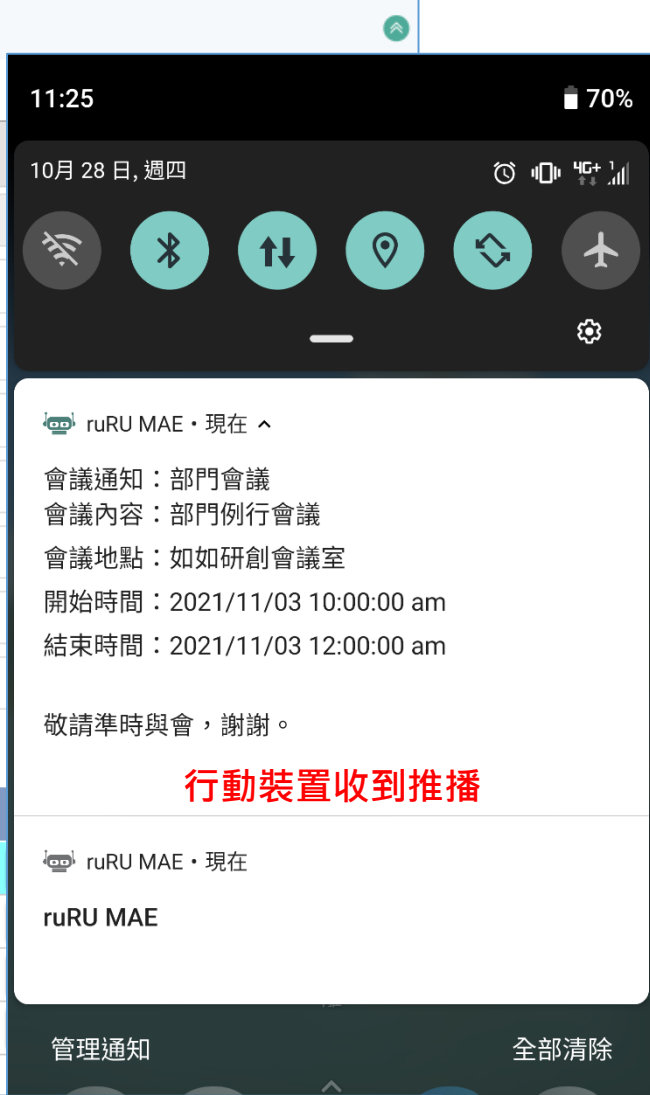 11:25
70%
10月 28 日, 週四
4G+
ruRU MAE • 現在
會議通知：部門會議
會議內容：部門例行會議
會議地點：如如研創會議室
開始時間：2021/11/03 10:00:00 am
結束時間：2021/11/03 12:00:00 am
敬請準時與會，謝謝。
行動裝置收到推播
ruRU MAE • 現在
ruRU MAE
管理通知
全部清除